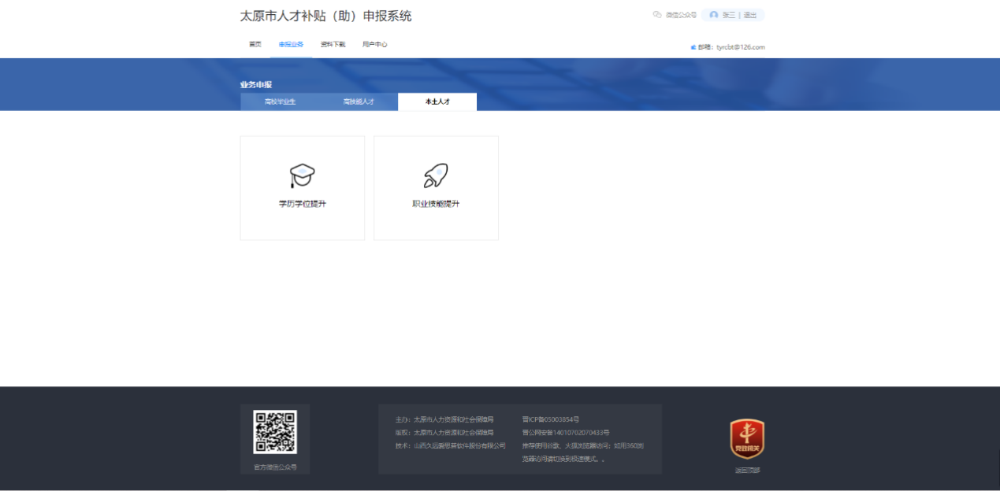 太原市人才补贴（助）申报系统
微信公众号 张三 | 退出
首页 申报业务 资料下载 用户中心
邮箱：tyrcbt@126.com
业务申报
高校毕业生 高技能人才 本土人才
学历学位提升 职业技能提升
主办：太原市人力资源和社会保障局 晋ICP备05003854号
版权：太原市人力资源和社会保障局 晋公网安备14010702070433号
技术：山西久远爱思普软件股份有限公司 推荐使用谷歌、火狐浏览器访问；如用360浏
览器访问请切换到极速模式。。
官方微信公众号
党政机关
返回顶部